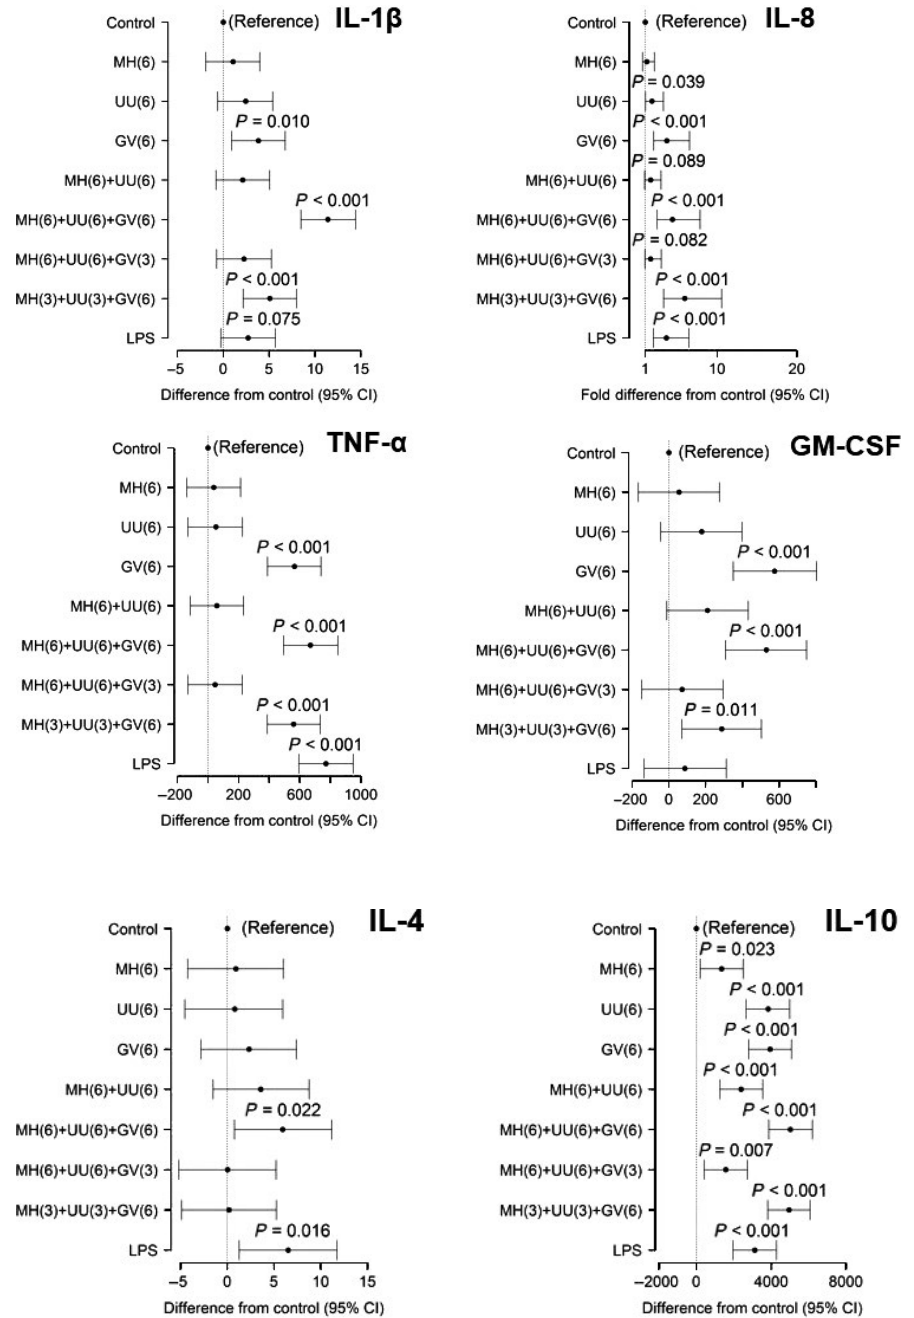 IL-1β
Control
(Reference)
MH(6)
UU(6)
P = 0.010
GV(6)
MH(6)+UU(6)
P < 0.001
MH(6)+UU(6)+GV(6)
MH(6)+UU(6)+GV(3)
P < 0.001
MH(3)+UU(3)+GV(6)
P = 0.075
LPS
–5 0 5 10 15
Difference from control (95% CI)
IL-8
Control
(Reference)
MH(6)
P = 0.039
UU(6)
P < 0.001
GV(6)
P = 0.089
MH(6)+UU(6)
P < 0.001
MH(6)+UU(6)+GV(6)
P = 0.082
MH(6)+UU(6)+GV(3)
P < 0.001
MH(3)+UU(3)+GV(6)
P < 0.001
LPS
1 10 20
Fold difference from control (95% CI)
TNF-α
Control
(Reference)
MH(6)
UU(6)
P < 0.001
GV(6)
MH(6)+UU(6)
P < 0.001
MH(6)+UU(6)+GV(6)
MH(6)+UU(6)+GV(3)
P < 0.001
MH(3)+UU(3)+GV(6)
P < 0.001
LPS
–200 200 600 1000
Difference from control (95% CI)
GM-CSF
Control
(Reference)
MH(6)
UU(6)
P < 0.001
GV(6)
MH(6)+UU(6)
P < 0.001
MH(6)+UU(6)+GV(6)
MH(6)+UU(6)+GV(3)
P = 0.011
MH(3)+UU(3)+GV(6)
LPS
–200 0 200 600
Difference from control (95% CI)
IL-4
Control
(Reference)
MH(6)
UU(6)
GV(6)
MH(6)+UU(6)
P = 0.022
MH(6)+UU(6)+GV(6)
MH(6)+UU(6)+GV(3)
MH(3)+UU(3)+GV(6)
P = 0.016
LPS
–5 0 5 10 15
Difference from control (95% CI)
IL-10
Control
(Reference)
P = 0.023
MH(6)
P < 0.001
UU(6)
P < 0.001
GV(6)
P < 0.001
MH(6)+UU(6)
P < 0.001
MH(6)+UU(6)+GV(6)
P = 0.007
MH(6)+UU(6)+GV(3)
P < 0.001
MH(3)+UU(3)+GV(6)
P < 0.001
LPS
–2000 0 4000 8000
Difference from control (95% CI)